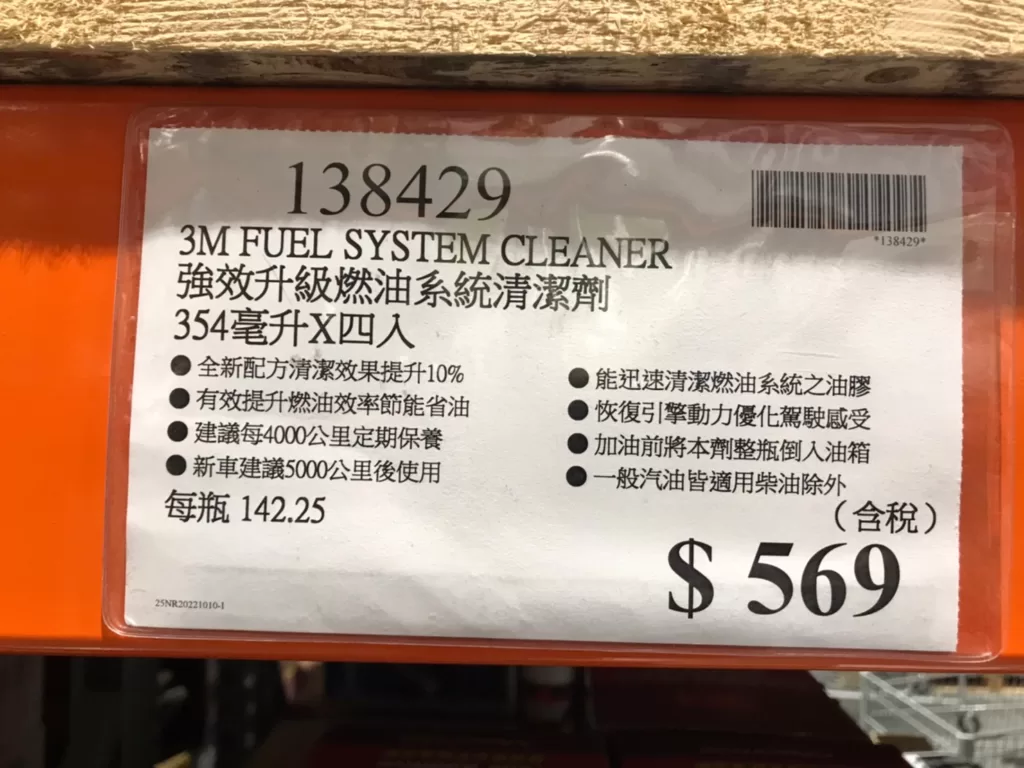 138429
*138429*
3M FUEL SYSTEM CLEANER
強效升級燃油系統清潔劑
354毫升X四入
●全新配方清潔效果提升10%
●有效提升燃油效率節能省油
●建議每4000公里定期保養
●新車建議5000公里後使用
●能迅速清潔燃油系統之油膠
●恢復引擎動力優化駕駛感受
●加油前將本劑整瓶倒入油箱
●一般汽油皆適用柴油除外
每瓶 142.25
（含稅）
$ 569
25NR20221010-1